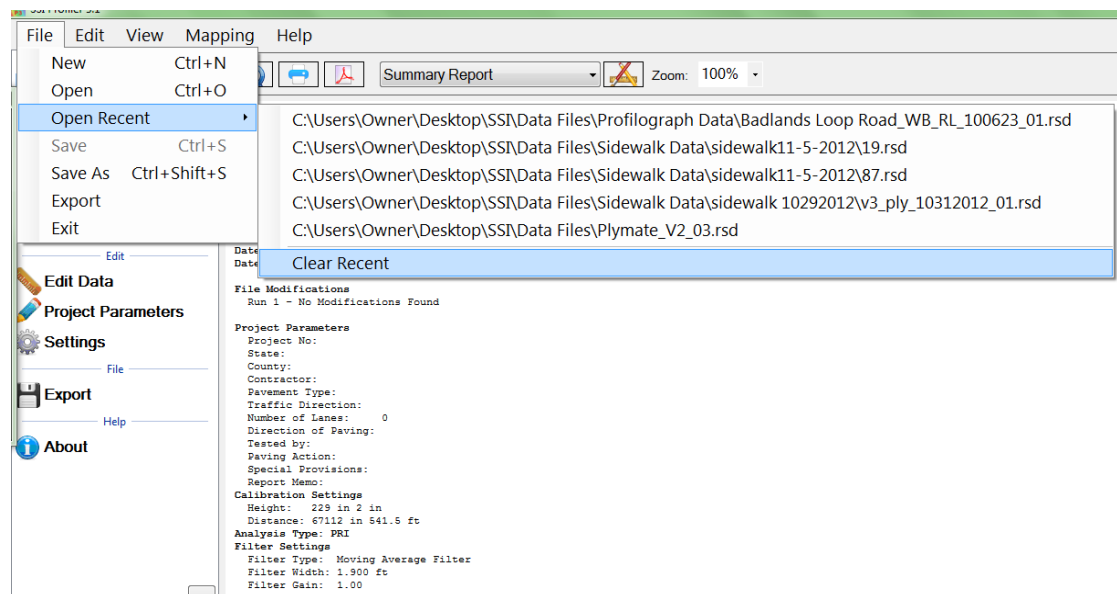 SSI Profiler 3.1
File Edit View Mapping Help
New Ctrl+N
Open Ctrl+O
Open Recent
Save Ctrl+S
Save As Ctrl+Shift+S
Export
Exit
Summary Report
Zoom: 100%
C:\Users\Owner\Desktop\SSI\Data Files\Profilograph Data\Badlands Loop Road_WB_RL_100623_01.rsd
C:\Users\Owner\Desktop\SSI\Data Files\Sidewalk Data\sidewalk11-5-2012\19.rsd
C:\Users\Owner\Desktop\SSI\Data Files\Sidewalk Data\sidewalk11-5-2012\87.rsd
C:\Users\Owner\Desktop\SSI\Data Files\Sidewalk Data\sidewalk 10292012\v3_ply_10312012_01.rsd
C:\Users\Owner\Desktop\SSI\Data Files\Plymate_V2_03.rsd
Clear Recent
Edit
Edit Data
Project Parameters
Settings
File
Export
Help
About
Date
Date
File Modifications
Run 1 - No Modifications Found
Project Parameters
Project No:
State:
County:
Contractor:
Pavement Type:
Traffic Direction:
Number of Lanes: 0
Direction of Paving:
Tested by:
Paving Action:
Special Provisions:
Report Memo:
Calibration Settings
Height: 229 in 2 in
Distance: 67112 in 541.5 ft
Analysis Type: PRI
Filter Settings
Filter Type: Moving Average Filter
Filter Width: 1.900 ft
Filter Gain: 1.00